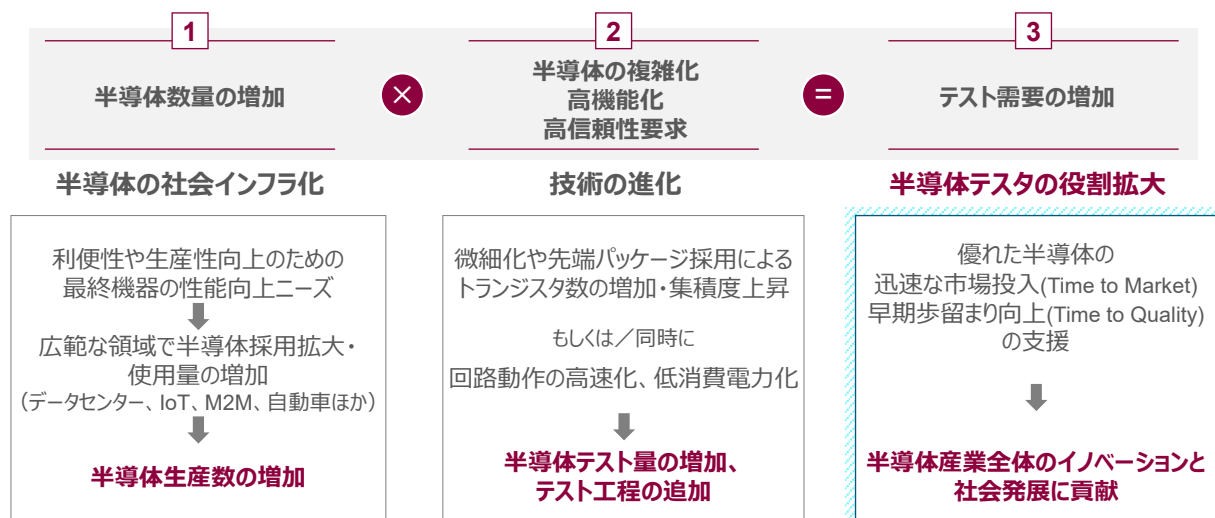 1
半導体数量の増加
×
2
半導体の複雑化
高機能化
高信頼性要求
=
3
テスト需要の増加
半導体の社会インフラ化
利便性や生産性向上のための
最終機器の性能向上ニーズ
広範な領域で半導体採用拡大・
使用量の増加
(データセンター、IoT、M2M、自動車ほか)
半導体生産数の増加
技術の進化
微細化や先端パッケージ採用による
トランジスタ数の増加・集積度上昇
もしくは／同時に
回路動作の高速化、低消費電力化
半導体テスト量の増加、
テスト工程の追加
半導体テスタの役割拡大
優れた半導体の
迅速な市場投入(Time to Market)
早期歩留まり向上(Time to Quality)
の支援
半導体産業全体のイノベーションと
社会発展に貢献